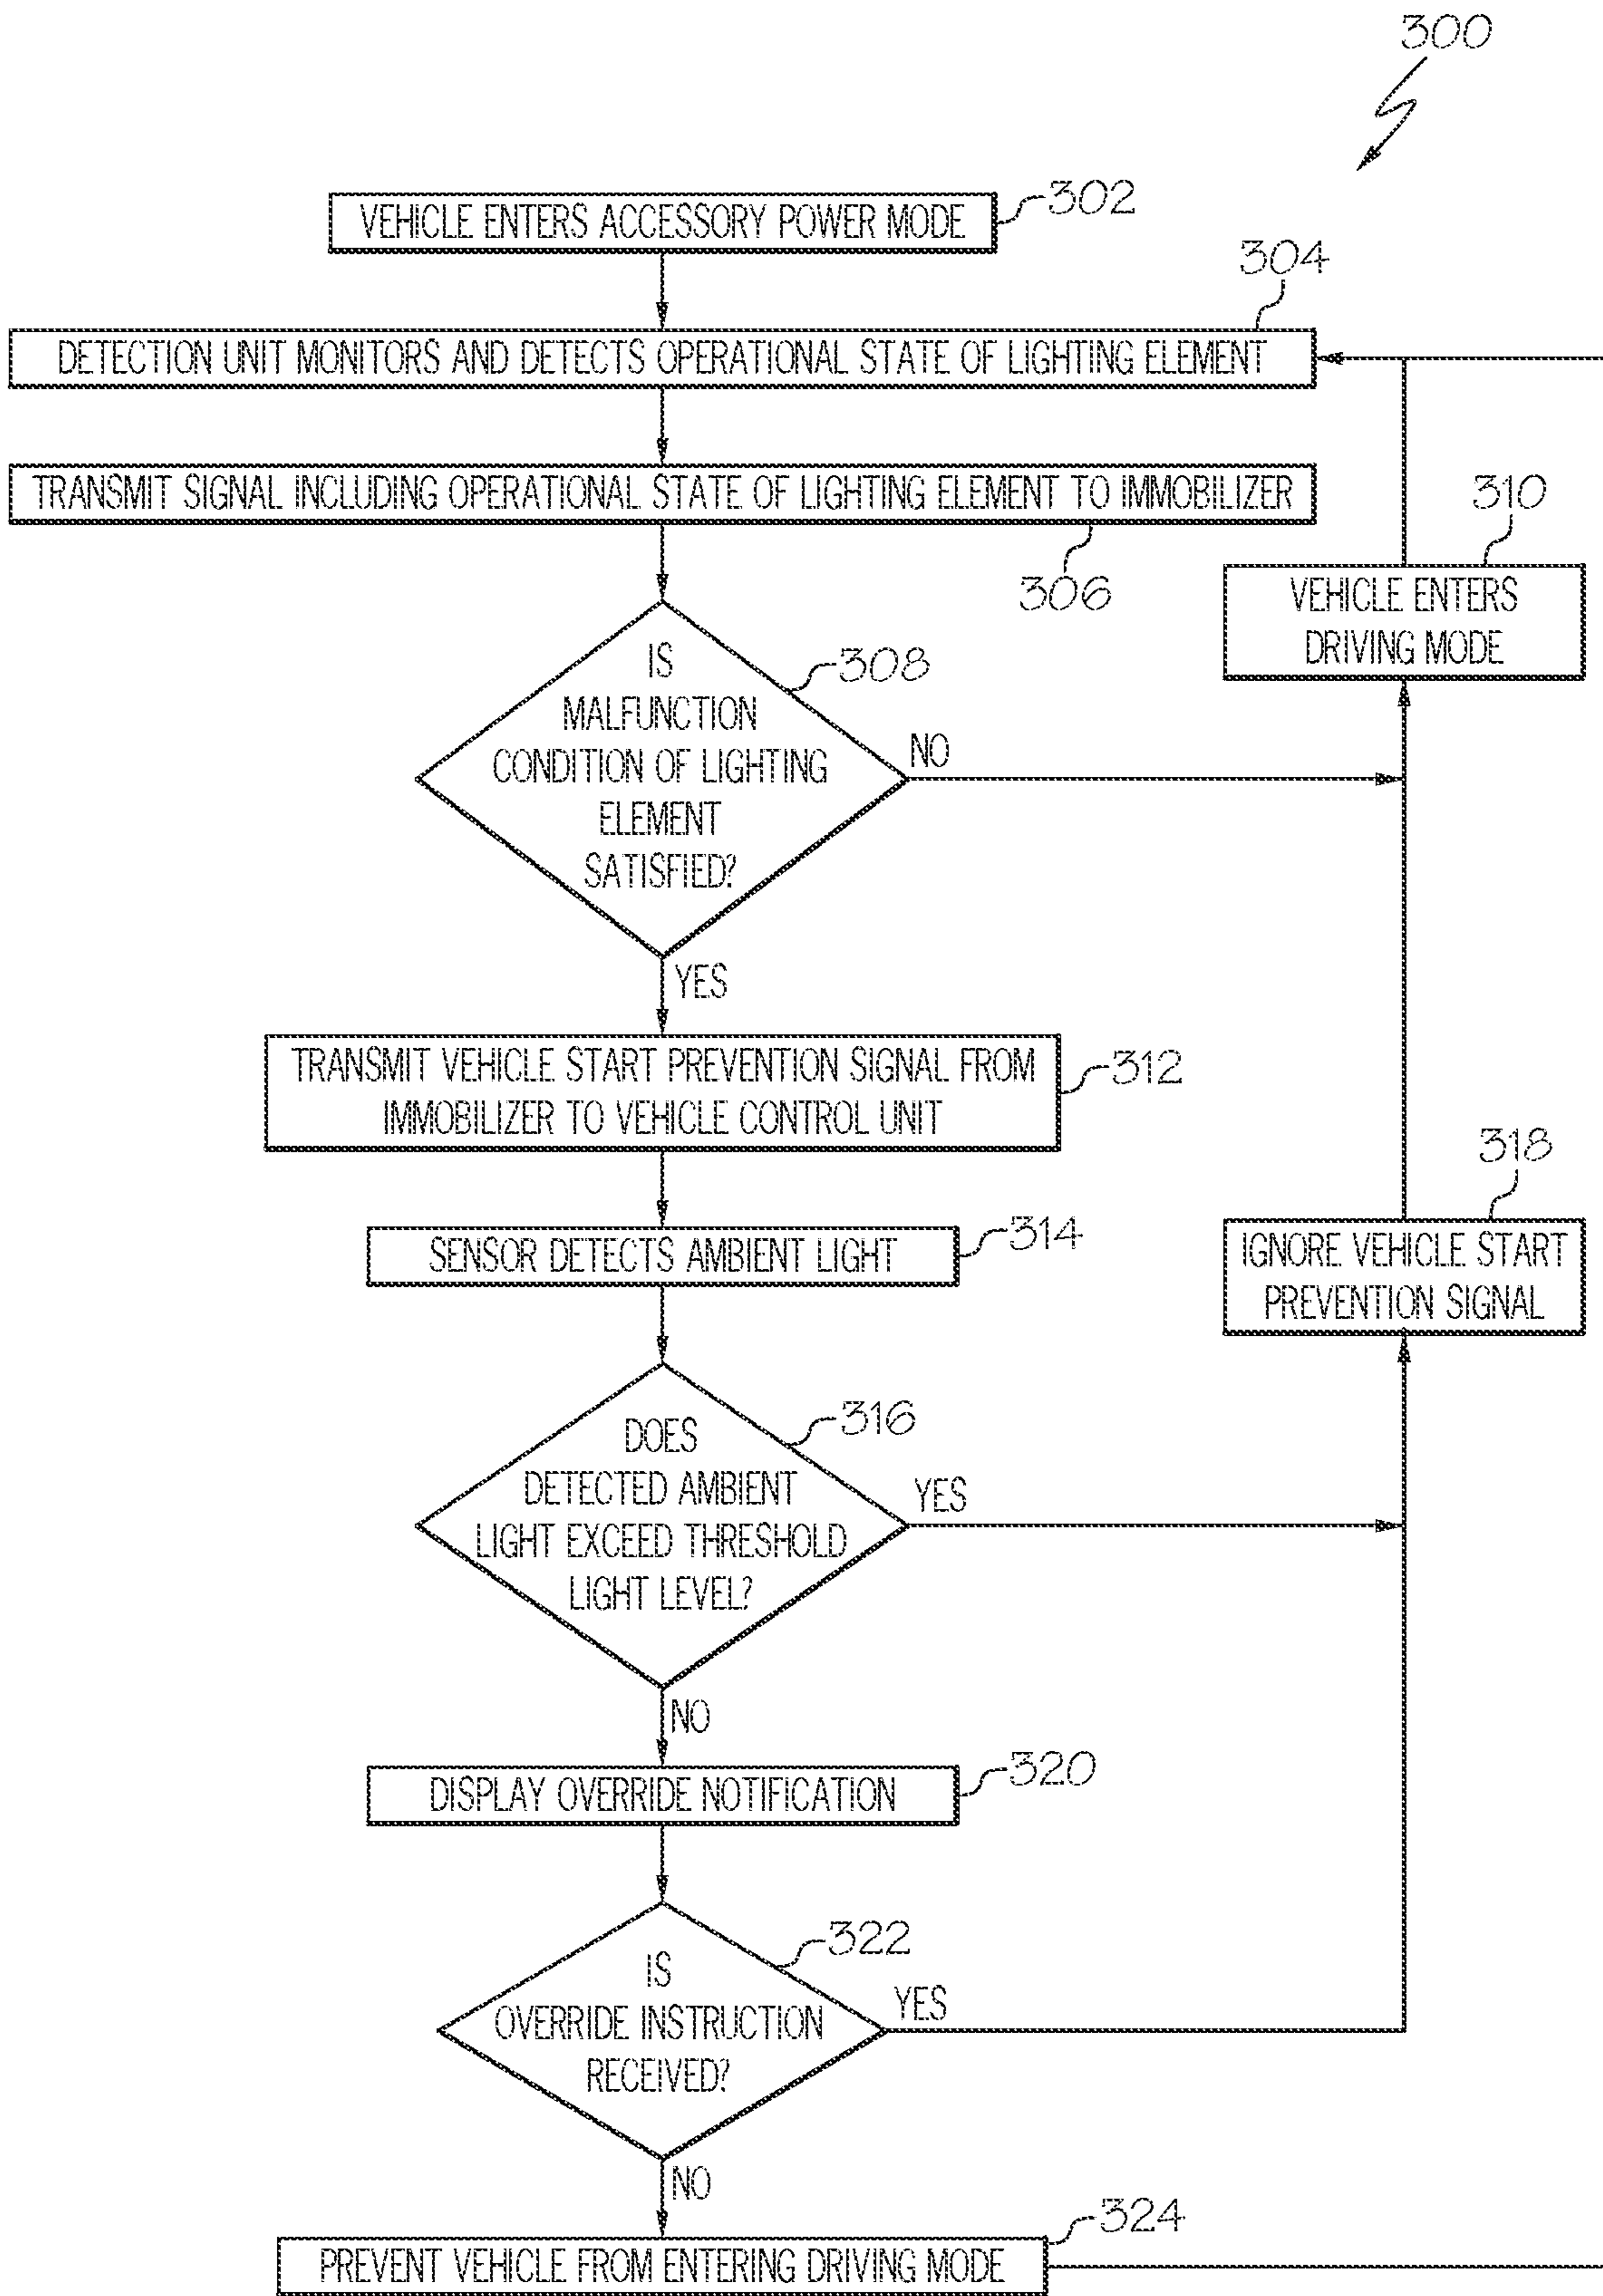 300
VEHICLE ENTERS ACCESSORY POWER MODE
302
304
DETECTION UNIT MONITORS AND DETECTS OPERATIONAL STATE OF LIGHTING ELEMENT
TRANSMIT SIGNAL INCLUDING OPERATIONAL STATE OF LIGHTING ELEMENT TO IMMOBILIZER
306
310
VEHICLE ENTERS
DRIVING MODE
IS
MALFUNCTION
CONDITION OF LIGHTING
ELEMENT
SATISFIED?
308
NO
YES
TRANSMIT VEHICLE START PREVENTION SIGNAL FROM
IMMOBILIZER TO VEHICLE CONTROL UNIT
312
SENSOR DETECTS AMBIENT LIGHT
314
318
IGNORE VEHICLE START
PREVENTION SIGNAL
DOES
DETECTED AMBIENT
LIGHT EXCEED THRESHOLD
LIGHT LEVEL?
316
YES
NO
DISPLAY OVERRIDE NOTIFICATION
320
IS
OVERRIDE INSTRUCTION
RECEIVED?
322
YES
NO
324
PREVENT VEHICLE FROM ENTERING DRIVING MODE